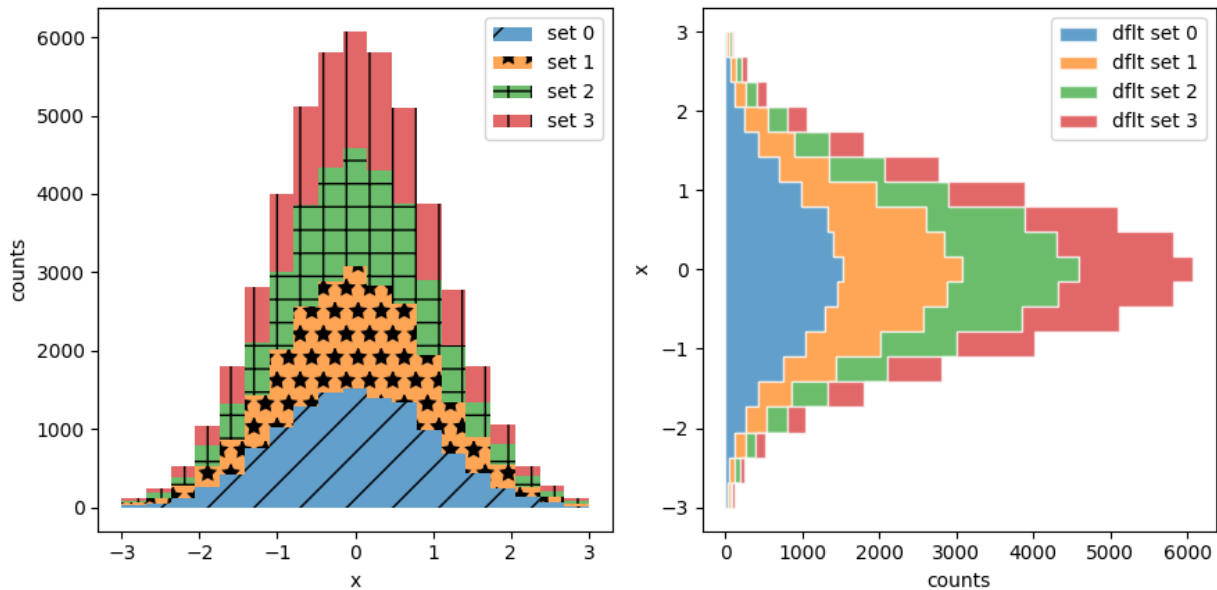 6000
5000
4000
3000
2000
1000
0
counts
−3 −2 −1 0 1 2 3
x
set 0
set 1
set 2
set 3
3
2
1
0
−1
−2
−3
x
0 1000 2000 3000 4000 5000 6000
counts
dflt set 0
dflt set 1
dflt set 2
dflt set 3